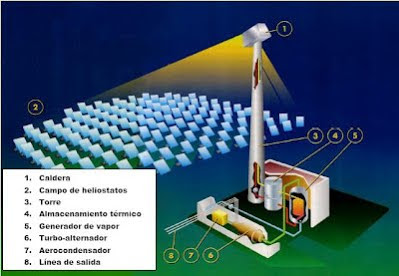 1
2
3
4
5
6
7
8
1. Caldera
2. Campo de heliostatos
3. Torre
4. Almacenamiento térmico
5. Generador de vapor
6. Turbo-alternador
7. Aerocondensador
8. Línea de salida